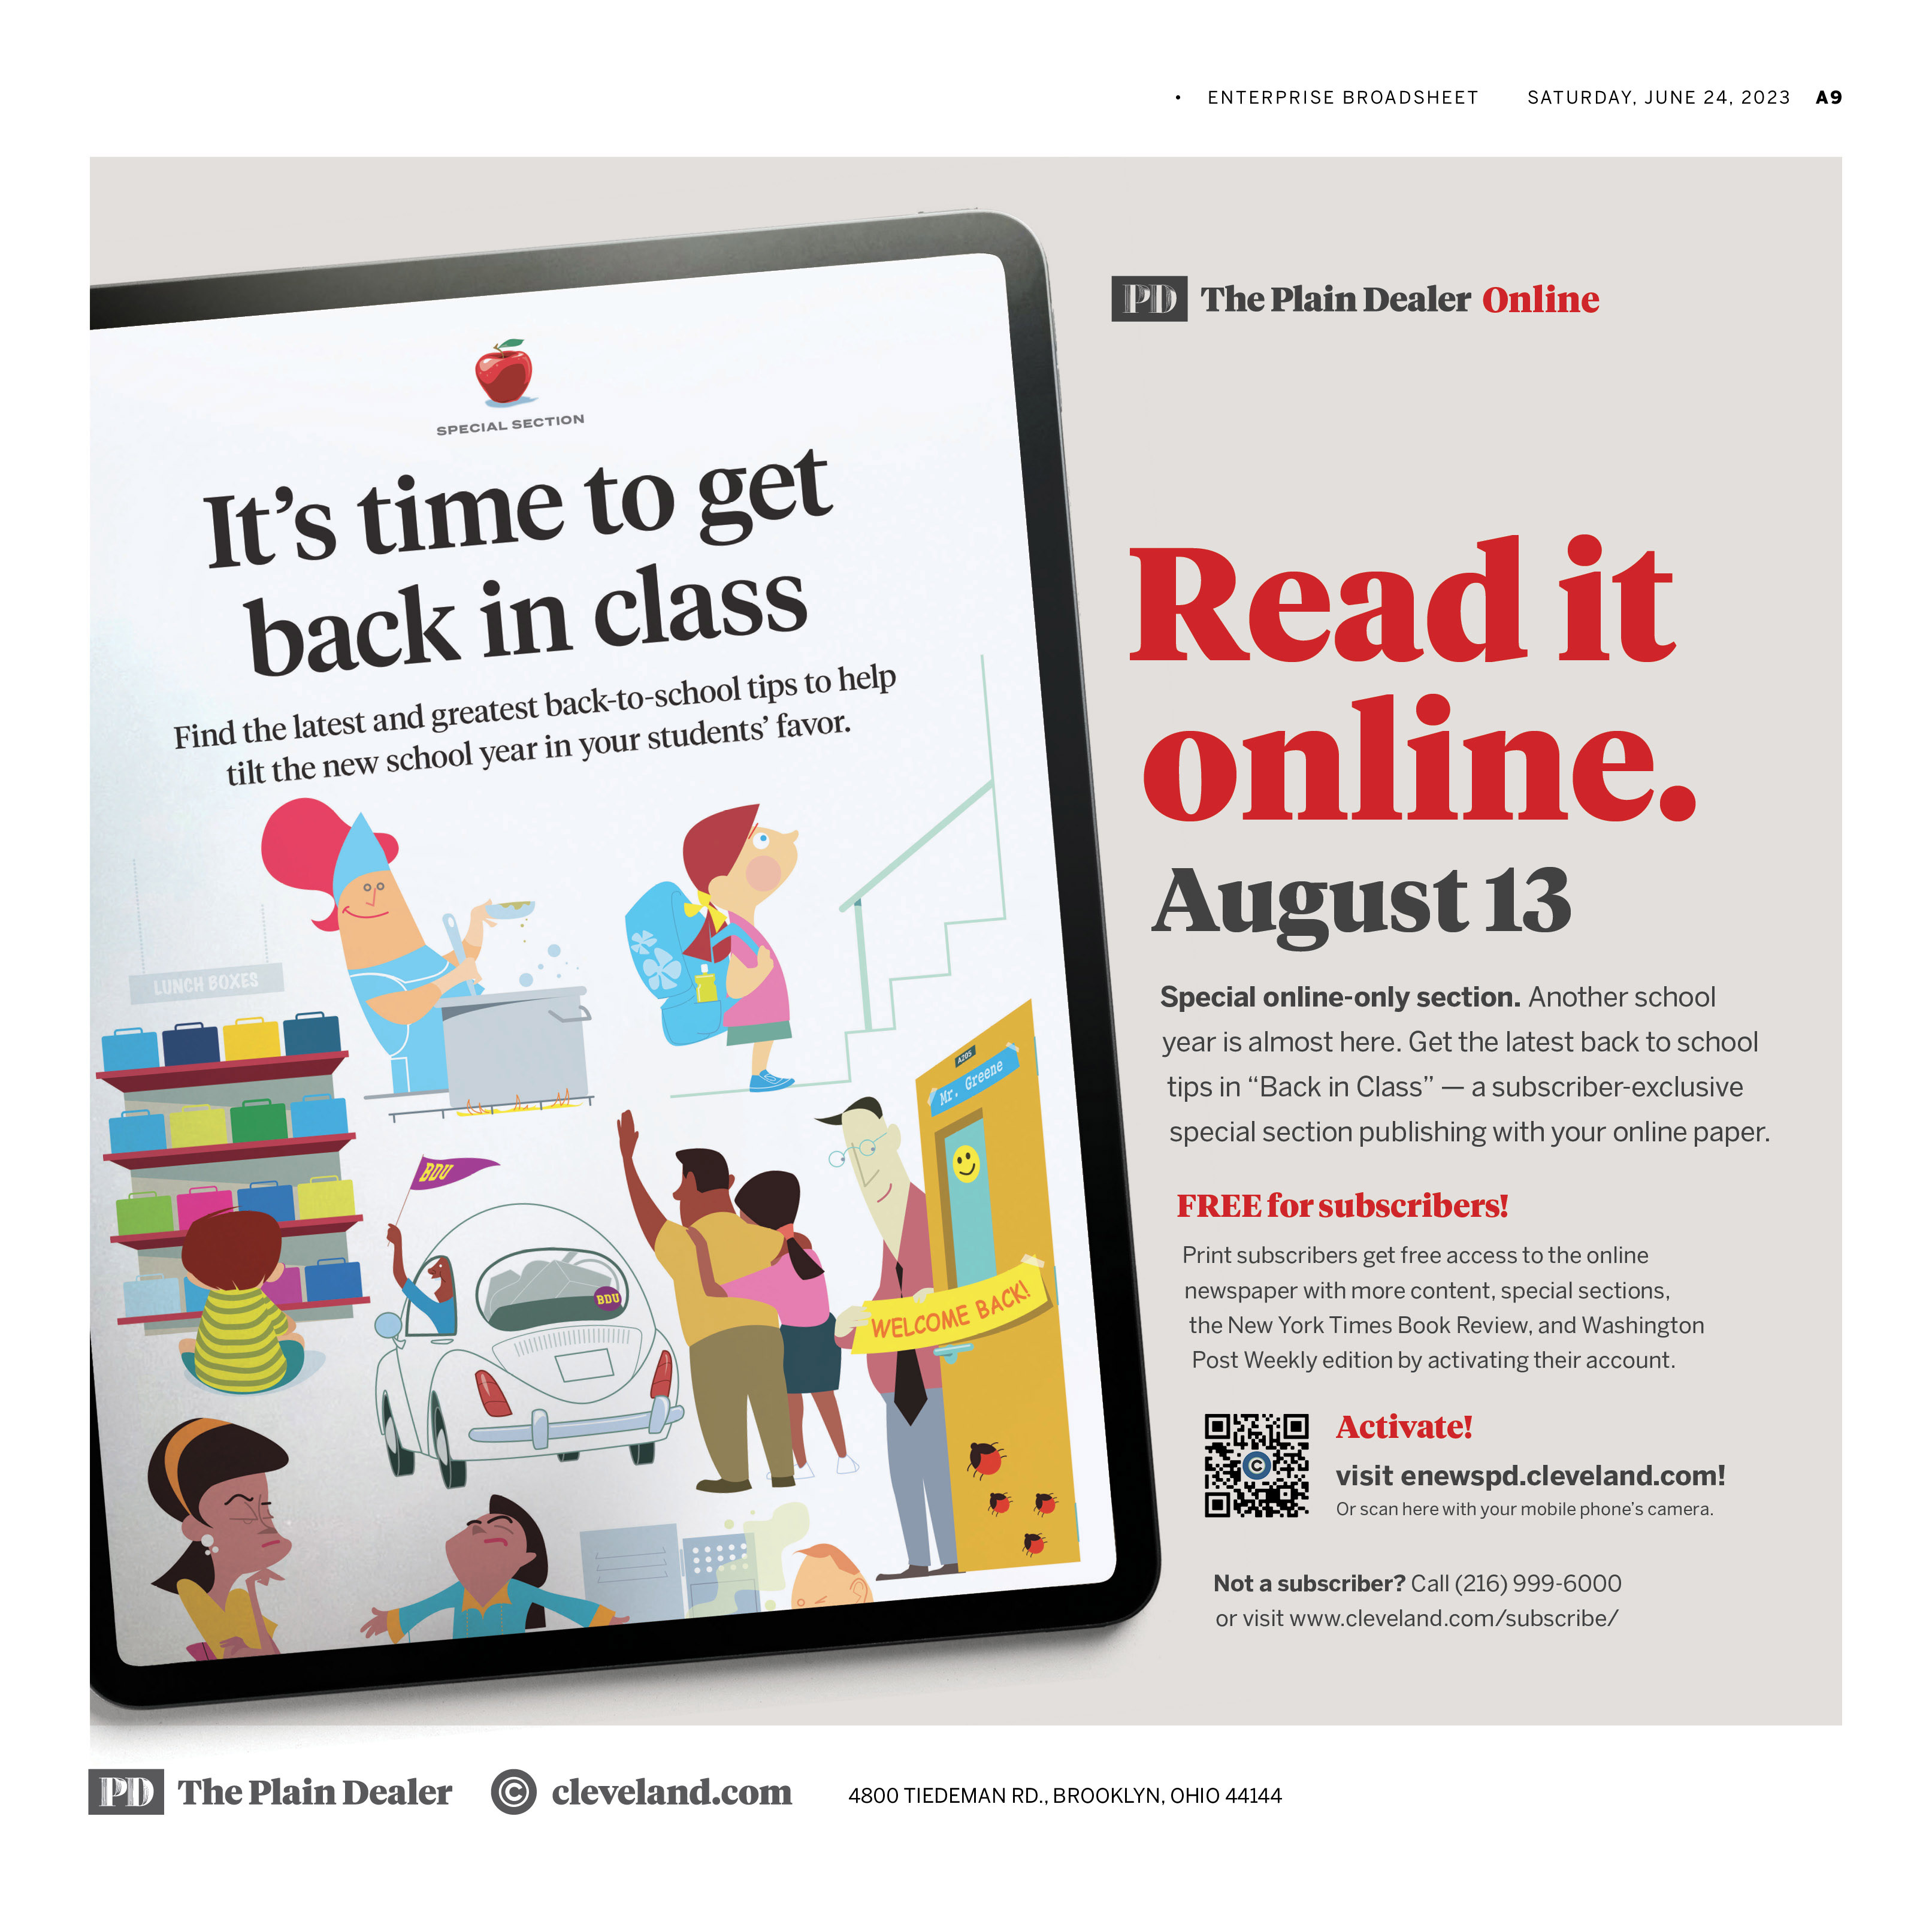 • ENTERPRISE BROADSHEET SATURDAY, JUNE 24, 2023 A9
PD The Plain Dealer Online
SPECIAL SECTION
It’s time to get
back in class
Find the latest and greatest back-to-school tips to help
tilt the new school year in your students’ favor.
LUNCH BOXES
A205
Mr. Greene
BDU
BDU
WELCOME BACK!
Read it
online.
August 13
Special online-only section. Another school
year is almost here. Get the latest back to school
tips in “Back in Class” — a subscriber-exclusive
special section publishing with your online paper.
FREE for subscribers!
Print subscribers get free access to the online
newspaper with more content, special sections,
the New York Times Book Review, and Washington
Post Weekly edition by activating their account.
Activate!
visit enewspd.cleveland.com!
Or scan here with your mobile phone’s camera.
Not a subscriber? Call (216) 999-6000
or visit www.cleveland.com/subscribe/
PD The Plain Dealer © cleveland.com 4800 TIEDEMAN RD., BROOKLYN, OHIO 44144